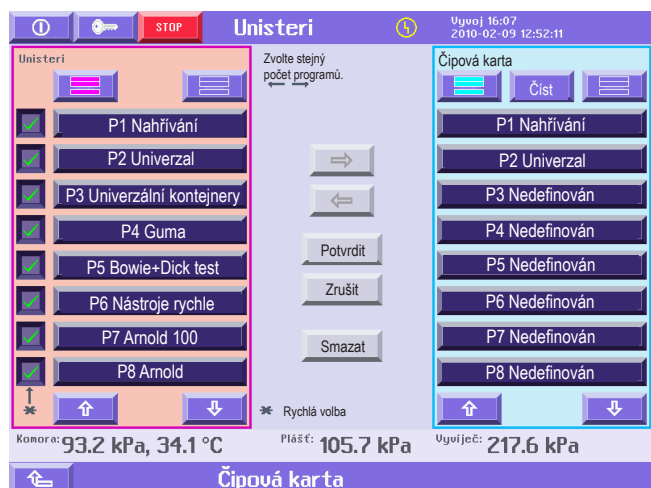 STOP
Unisteri
Vyvoj 16:07
2010-02-09 12:52:11
Unisteri
Zvolte stejný
počet programů.
Čipová karta
Číst
P1 Nahřívání
P2 Univerzal
P3 Univerzální kontejnery
P4 Guma
P5 Bowie+Dick test
P6 Nástroje rychle
P7 Arnold 100
P8 Arnold
Potvrdit
Zrušit
Smazat
Rychlá volba
P1 Nahřívání
P2 Univerzal
P3 Nedefinován
P4 Nedefinován
P5 Nedefinován
P6 Nedefinován
P7 Nedefinován
P8 Nedefinován
Komora: 93.2 kPa, 34.1 °C
Plášť: 105.7 kPa
Vyvíječ: 217.6 kPa
Čipová karta